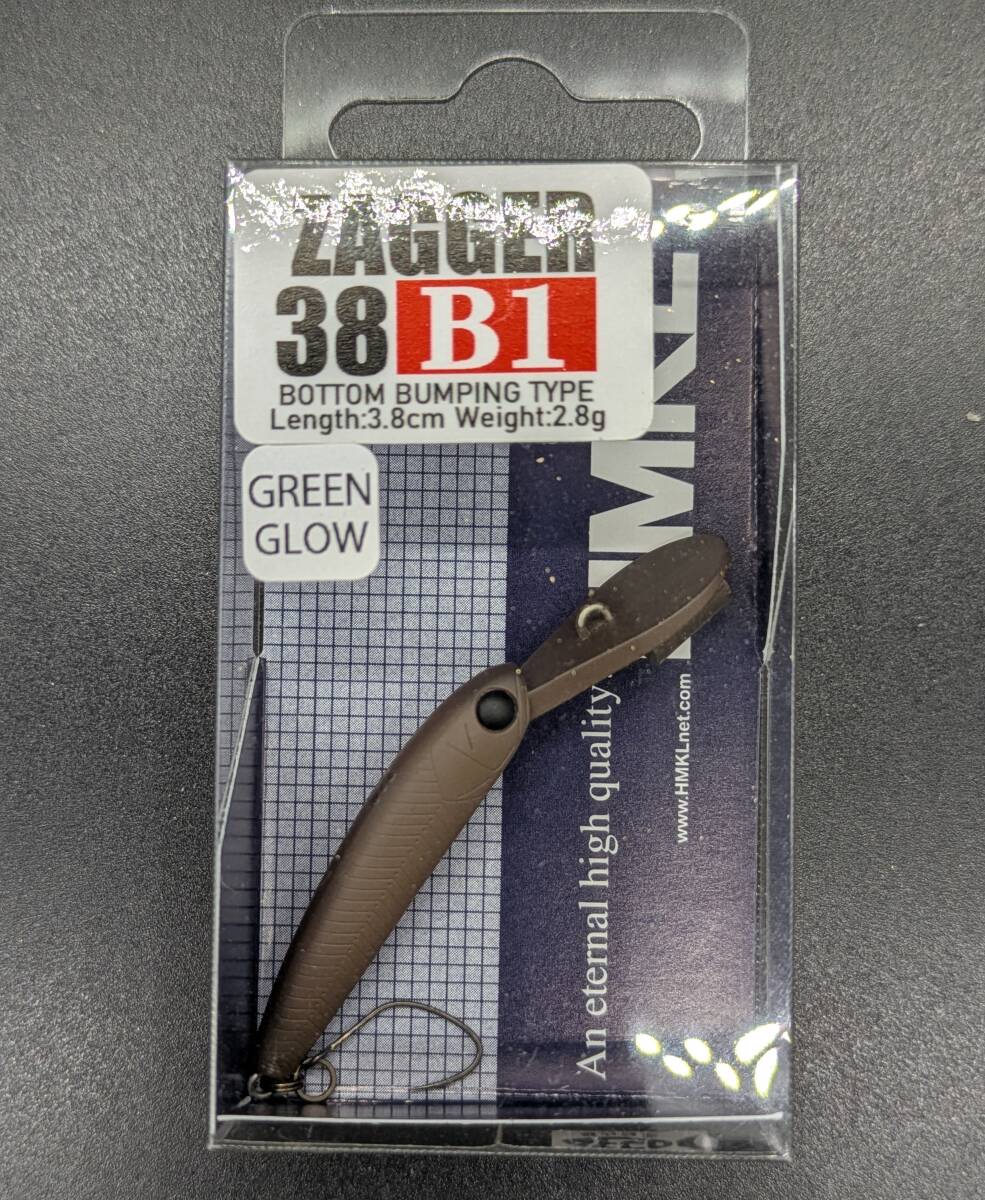 ZAGGER
38 B1
BOTTOM BUMPING TYPE
Length:3.8cm Weight:2.8g
GREEN
GLOW
HMKL
An eternal high quality
www.HMKLnet.com